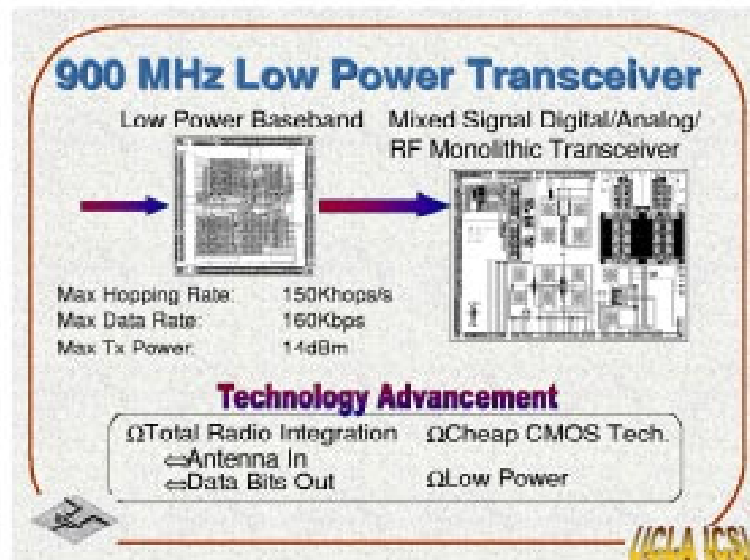 900 MHz Low Power Transceiver
Low Power Baseband
Mixed Signal Digital/Analog/
RF Monolithic Transceiver
Max Hopping Rate: 150Khops/s
Max Data Rate: 160Kbps
Max Tx Power: 14dBm
Technology Advancement
ΩTotal Radio Integration
⇔Antenna In
⇔Data Bits Out
ΩCheap CMOS Tech.
ΩLow Power
UCLA ICSL